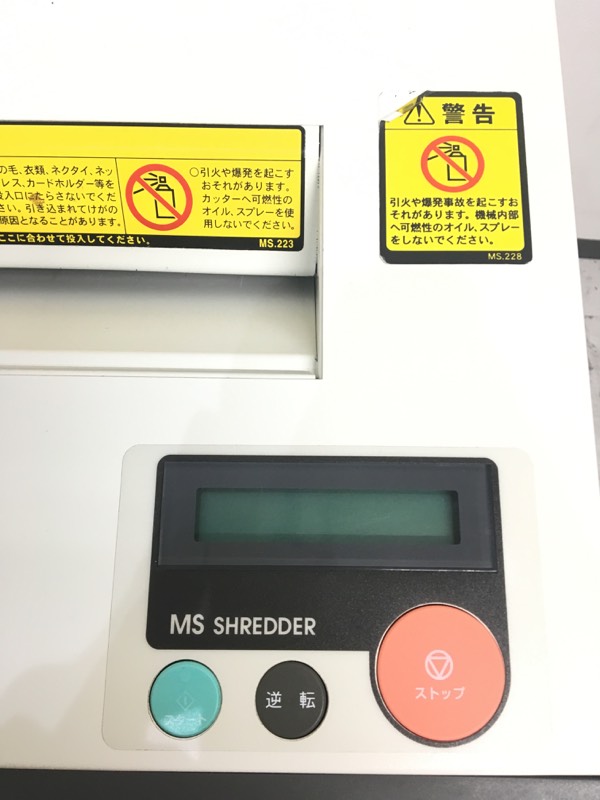 の毛、衣類、ネクタイ、ネッ
レス、カードホルダー等を
投入口にたらさないでくだ
さい。引き込まれてけがの
原因となることがあります。
○引火や爆発を起こす
おそれがあります。
カッターへ可燃性の
オイル、スプレーを使
用しないでください。
ここに合わせて投入してください。
MS.223
警告
引火や爆発事故を起こすお
それがあります。機械内部
へ可燃性のオイル、スプレー
をしないでください。
MS.228
MS SHREDDER
スタート
逆転
ストップ